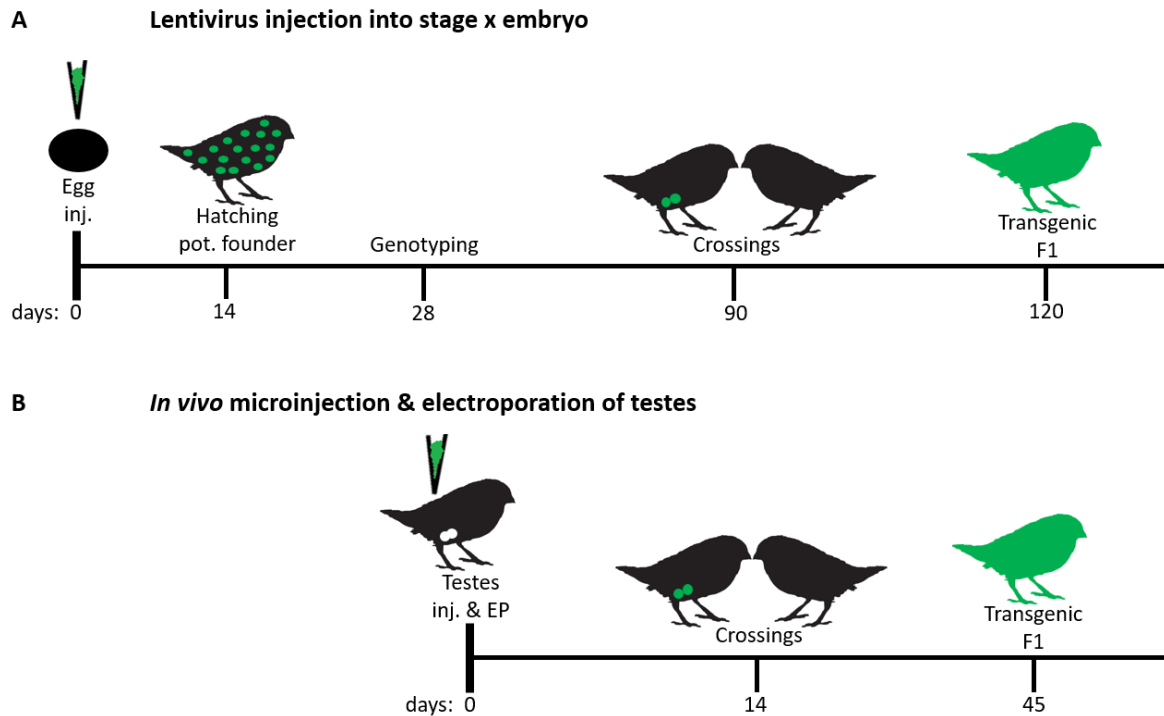 A
Lentivirus injection into stage x embryo
Egg
inj.
Hatching
pot. founder
Genotyping
Crossings
Transgenic
F1
days: 0
14
28
90
120
B
In vivo microinjection & electroporation of testes
Testes
inj. & EP
Crossings
Transgenic
F1
days: 0
14
45